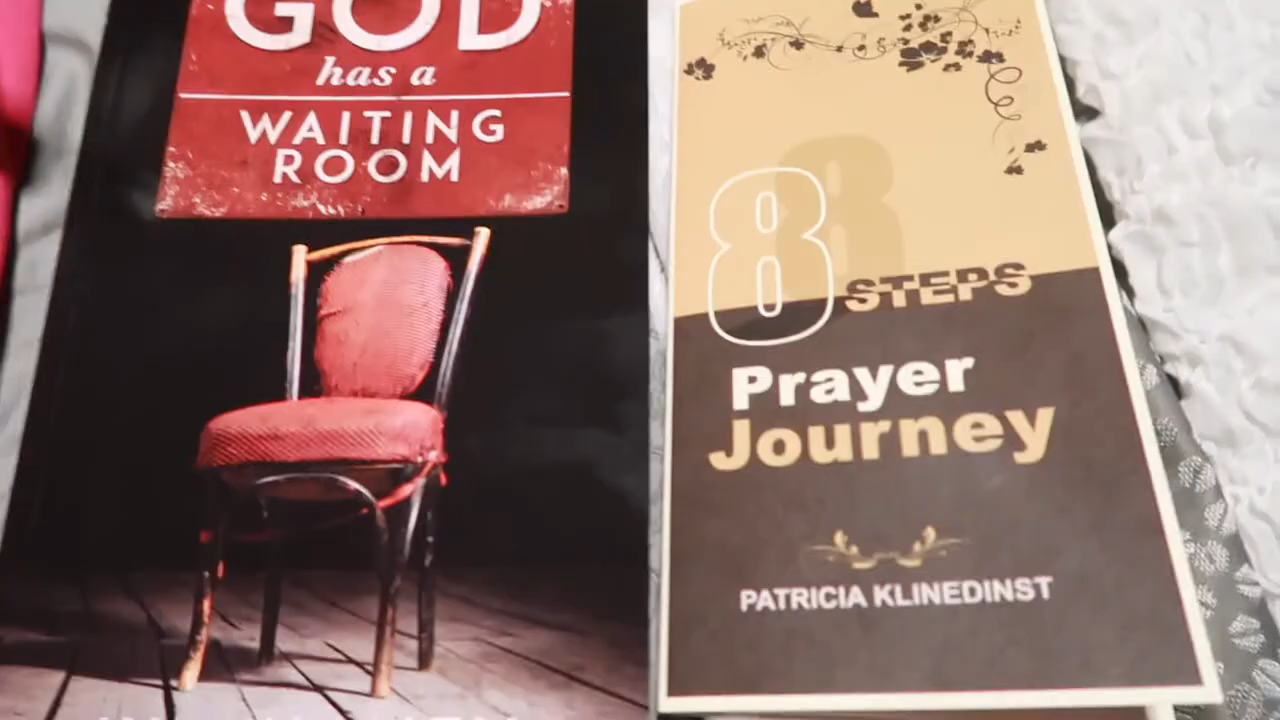 GOD
has a
WAITING
ROOM
8
STEPS
Prayer
Journey
PATRICIA KLINEDINST